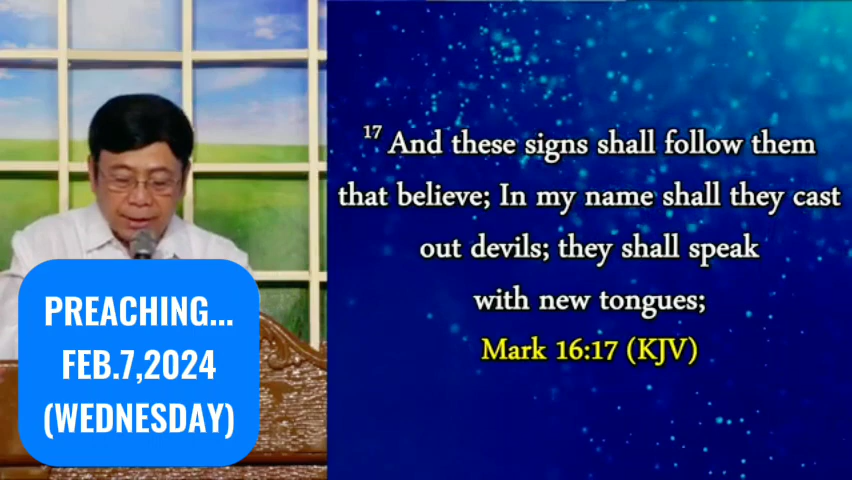 PREACHING...
FEB.7,2024
(WEDNESDAY)
17 And these signs shall follow them
that believe; In my name shall they cast
out devils; they shall speak
with new tongues;
Mark 16:17 (KJV)